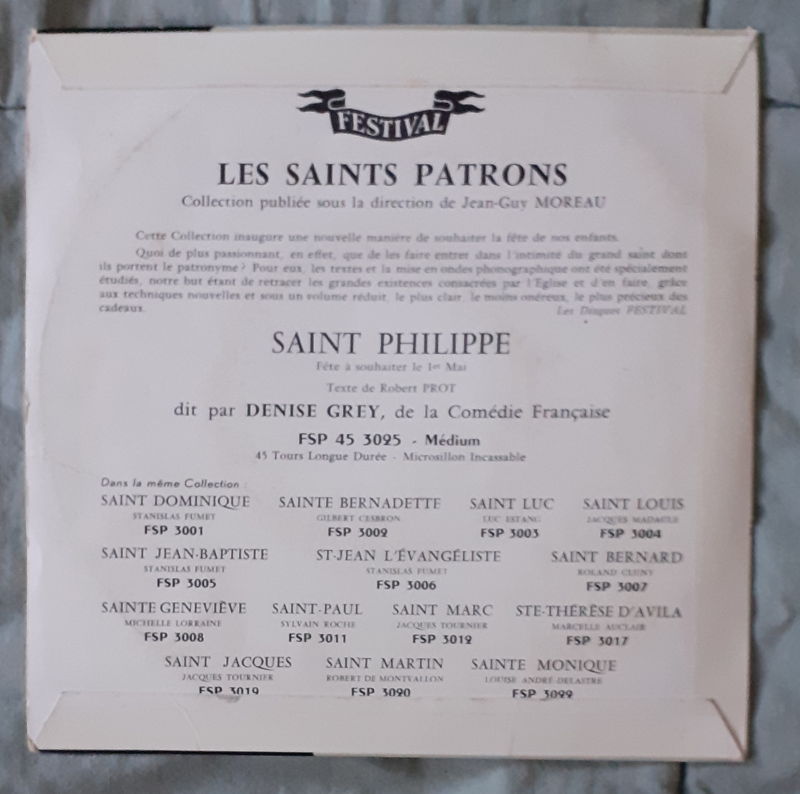 FESTIVAL
LES SAINTS PATRONS
Collection publiée sous la direction de Jean-Guy MOREAU
Cette Collection inaugure une nouvelle manière de souhaiter la fête de nos enfants.
Quoi de plus passionnant, en effet, que de les faire entrer dans l'intimité du grand saint dont
ils portent le patronyme ? Pour eux, les textes et la mise en ondes phonographique ont été spécialement
étudiés, notre but étant de retracer les grandes existences consacrées par l'Église et d'en faire, grâce
aux techniques nouvelles et sous un volume réduit, le plus clair, le moins onéreux, le plus précieux des
cadeaux. Les Disques FESTIVAL
SAINT PHILIPPE
Fête à souhaiter le 1er Mai
Texte de Robert PROT
dit par DENISE GREY, de la Comédie Française
FSP 45 3025 - Médium
45 Tours Longue Durée - Microsillon Incassable
Dans la même Collection :
SAINT DOMINIQUE SAINTE BERNADETTE SAINT LUC SAINT LOUIS
STANISLAS FUMET GILBERT CESBRON LUC ESTANG JACQUES MADAULE
FSP 3001 FSP 3002 FSP 3003 FSP 3004
SAINT JEAN-BAPTISTE ST-JEAN L'ÉVANGÉLISTE SAINT BERNARD
STANISLAS FUMET STANISLAS FUMET ROLAND CLUNY
FSP 3005 FSP 3006 FSP 3007
SAINTE GENEVIÈVE SAINT-PAUL SAINT MARC STE-THÉRÈSE D'AVILA
MICHELLE LORRAINE SYLVAIN ROCHE JACQUES TOURNIER MARCELLE AUCLAIR
FSP 3008 FSP 3011 FSP 3012 FSP 3017
SAINT JACQUES SAINT MARTIN SAINTE MONIQUE
JACQUES TOURNIER ROBERT DE MONTVALLON LOUISE ANDRÉ-DELASTRE
FSP 3019 FSP 3020 FSP 3022